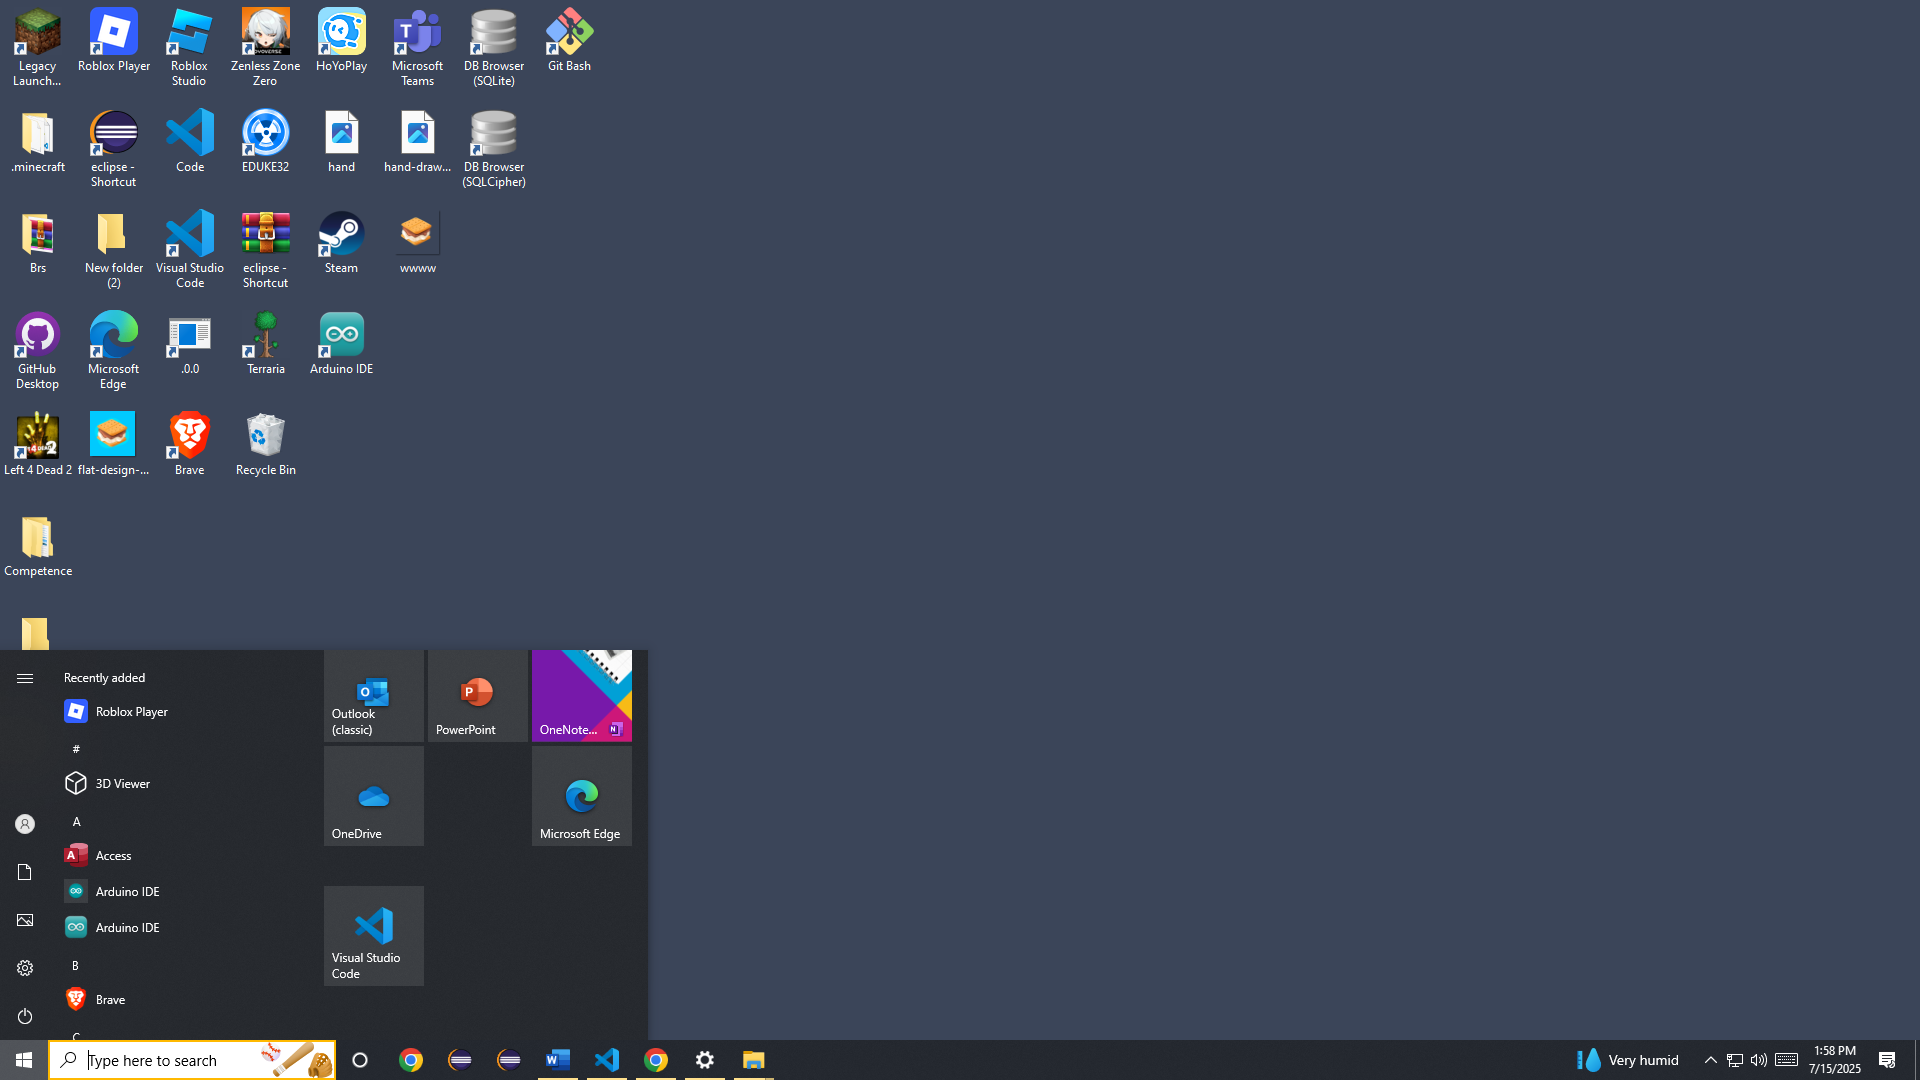 Legacy
Launch...
Roblox Player
Roblox
Studio
Zenless Zone
Zero
HoYoPlay
Microsoft
Teams
DB Browser
(SQLite)
Git Bash
.minecraft
eclipse -
Shortcut
Code
EDUKE32
hand
hand-draw...
DB Browser
(SQLCipher)
Brs
New folder
(2)
Visual Studio
Code
eclipse -
Shortcut
Steam
wwww
GitHub
Desktop
Microsoft
Edge
.0.0
Terraria
Arduino IDE
Left 4 Dead 2
flat-design-...
Brave
Recycle Bin
Competence
Recently added
Roblox Player
#
3D Viewer
A
Access
Arduino IDE
Arduino IDE
B
Brave
C
Outlook
(classic)
PowerPoint
OneNote...
OneDrive
Microsoft Edge
Visual Studio
Code
Type here to search
Very humid
1:58 PM
7/15/2025